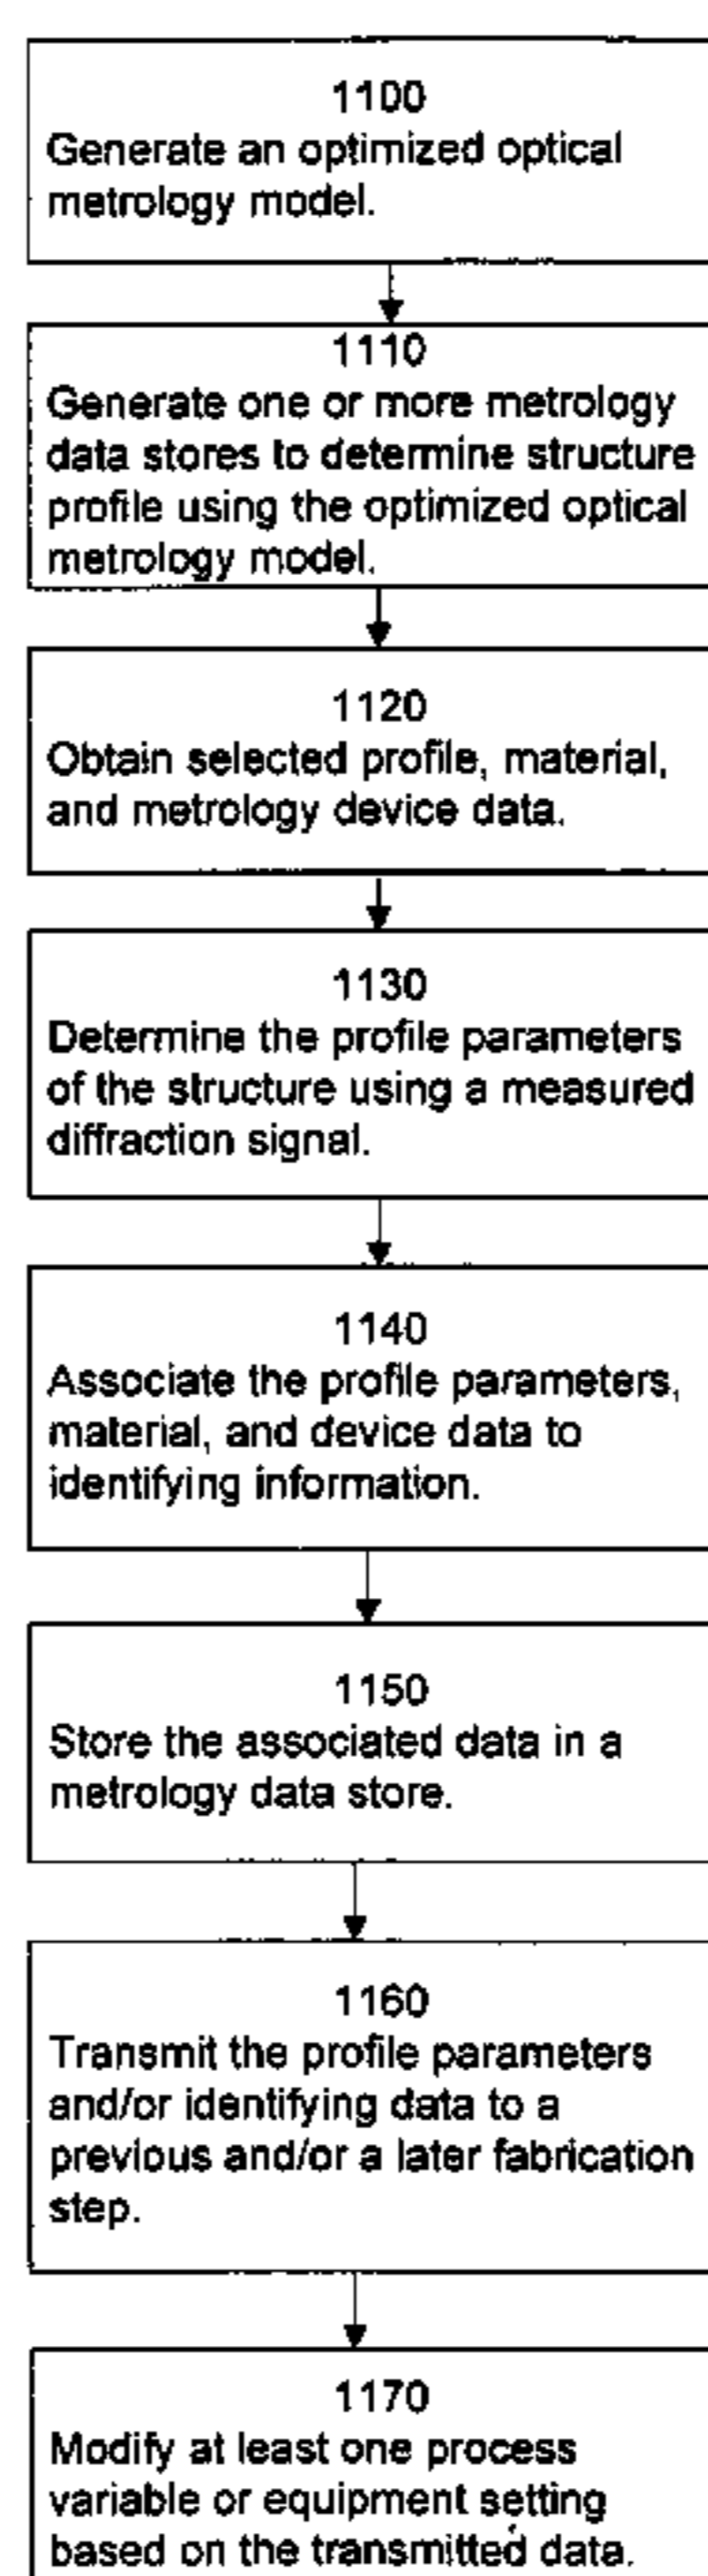 1100
Generate an optimized optical
metrology model.
1110
Generate one or more metrology
data stores to determine structure
profile using the optimized optical
metrology model.
1120
Obtain selected profile, material,
and metrology device data.
1130
Determine the profile parameters
of the structure using a measured
diffraction signal.
1140
Associate the profile parameters,
material, and device data to
identifying information.
1150
Store the associated data in a
metrology data store.
1160
Transmit the profile parameters
and/or identifying data to a
previous and/or a later fabrication
step.
1170
Modify at least one process
variable or equipment setting
based on the transmitted data.